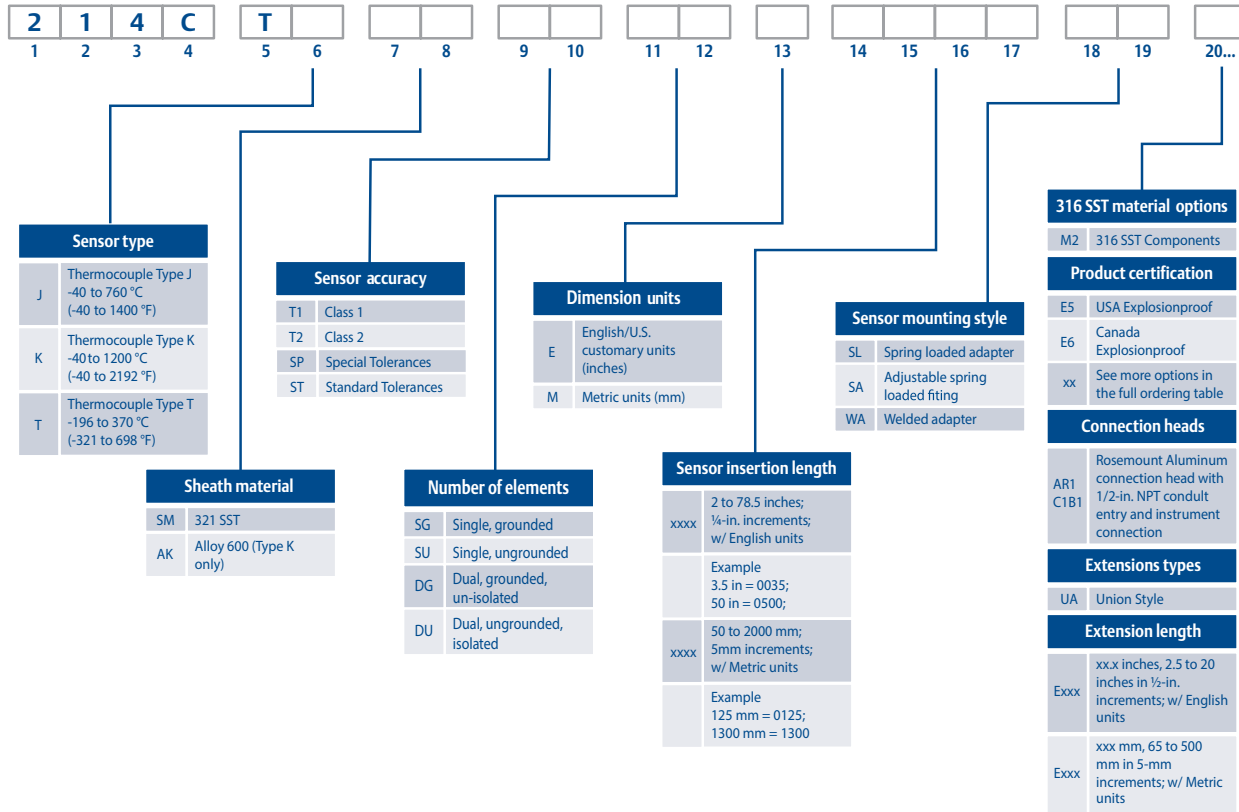 2 1 4 C T
1 2 3 4 5 6 7 8 9 10 11 12 13 14 15 16 17 18 19 20...
Sensor type
J
Thermocouple Type J
-40 to 760 °C
(-40 to 1400 °F)
K
Thermocouple Type K
-40 to 1200 °C
(-40 to 2192 °F)
T
Thermocouple Type T
-196 to 370 °C
(-321 to 698 °F)
Sheath material
SM 321 SST
AK
Alloy 600 (Type K
only)
Sensor accuracy
T1 Class 1
T2 Class 2
SP Special Tolerances
ST Standard Tolerances
Number of elements
SG Single, grounded
SU Single, ungrounded
DG
Dual, grounded,
un-isolated
DU
Dual, ungrounded,
isolated
Dimension units
E
English/U.S.
customary units
(inches)
M Metric units (mm)
Sensor insertion length
xxxx
2 to 78.5 inches;
¼-in. increments;
w/ English units
Example
3.5 in = 0035;
50 in = 0500;
xxxx
50 to 2000 mm;
5mm increments;
w/ Metric units
Example
125 mm = 0125;
1300 mm = 1300
Sensor mounting style
SL Spring loaded adapter
SA
Adjustable spring
loaded fiting
WA Welded adapter
316 SST material options
M2 316 SST Components
Product certification
E5 USA Explosionproof
E6
Canada
Explosionproof
xx
See more options in
the full ordering table
Connection heads
AR1
C1B1
Rosemount Aluminum
connection head with
1/2-in. NPT condult
entry and instrument
connection
Extensions types
UA Union Style
Extension length
Exxx
xx.x inches, 2.5 to 20
inches in ½-in.
increments; w/ English
units
Exxx
xxx mm, 65 to 500
mm in 5-mm
increments; w/ Metric
units